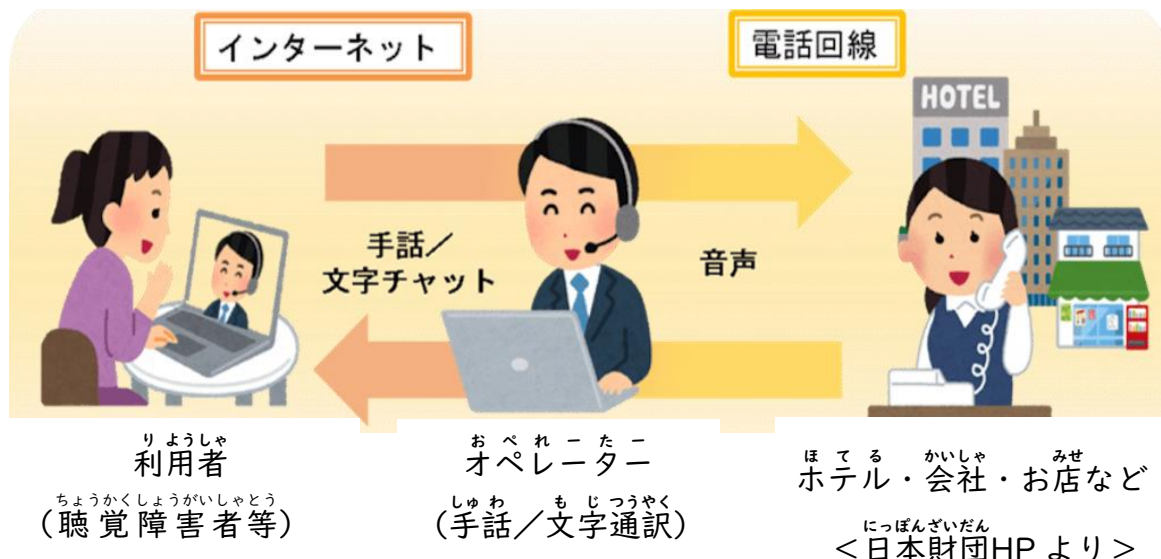 インターネット
電話回線
HOTEL
手話/
文字チャット
音声
りようしゃ
利用者
ちょうかくしょうがいしゃとう
(聴覚障害者等)
おぺれーたー
オペレーター
しゅわ もじつうやく
(手話/文字通訳)
ほてる かいしゃ みせ
ホテル・会社・お店など
にっぽんざいだん
<日本財団HPより>